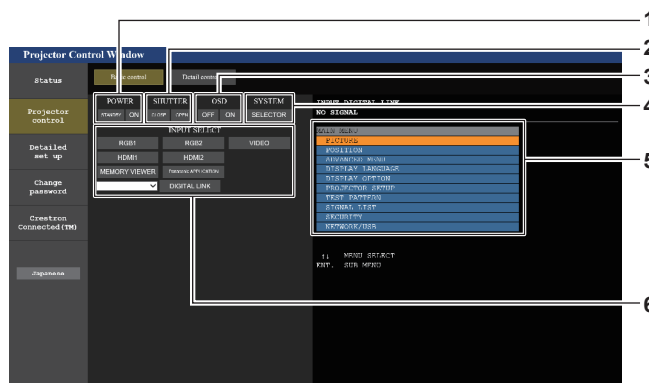 1
Projector Control Window
2
Status
Basic control
Detail control
3
POWER
SHUTTER
OSD
SYSTEM
INPUT DIGITAL LINK
4
STANDBY
ON
CLOSE
OPEN
OFF
ON
SELECTOR
NO SIGNAL
Projector
control
INPUT SELECT
MAIN MENU
RGB1
RGB2
VIDEO
PICTURE
POSITION
HDMI1
HDMI2
ADVANCED MENU
5
Detailed
set up
MEMORY VIEWER
Panasonic APPLICATION
DISPLAY LANGUAGE
DISPLAY OPTION
DIGITAL LINK
PROJECTOR SETUP
TEST PATTERN
Change
password
SIGNAL LIST
SECURITY
NETWORK/USB
Crestron
Connected(TM)
↑↓ MENU SELECT
ENT. SUB MENU
Japanese
6